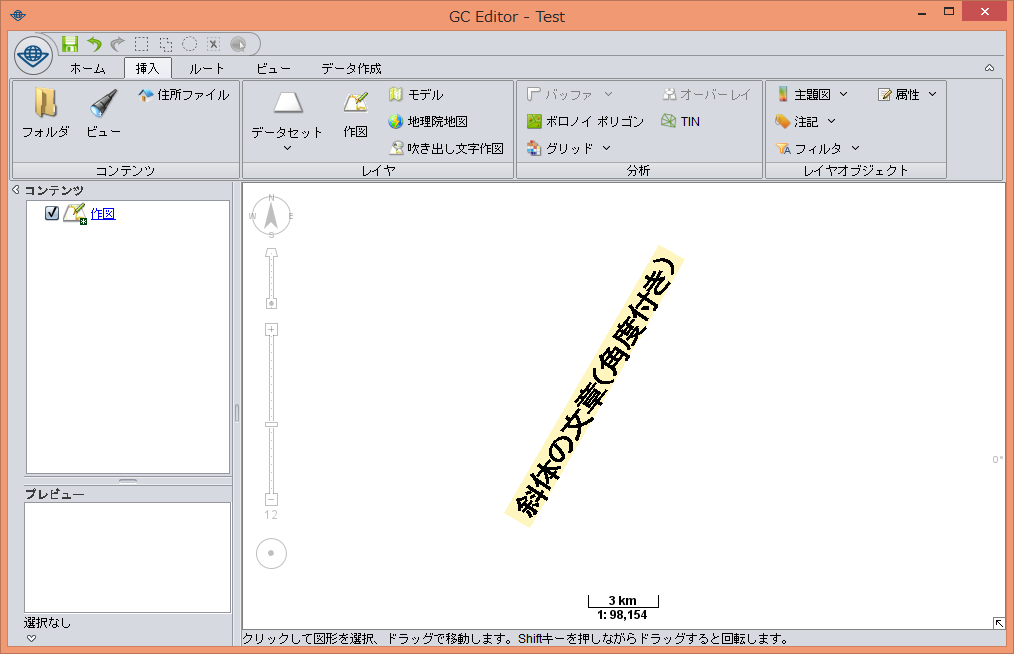 GC Editor - Test
ホーム 挿入 ルート ビュー データ作成
フォルダ ビュー 住所ファイル
コンテンツ
データセット 作図 モデル
地理院地図
吹き出し文字作図
レイヤ
バッファ オーバーレイ
ボロノイ ポリゴン TIN
グリッド
分析
主題図 属性
注記
フィルタ
レイヤオブジェクト
コンテンツ
作図
プレビュー
選択なし
N
W E
S
12
斜体の文章(角度付き)
0°
3 km
1: 98,154
クリックして図形を選択、ドラッグで移動します。Shiftキーを押しながらドラッグすると回転します。